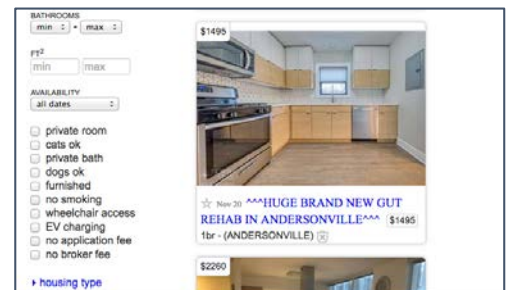 BATHROOMS
min - max
FT2
min max
AVAILABILITY
all dates
private room
cats ok
private bath
dogs ok
furnished
no smoking
wheelchair access
EV charging
no application fee
no broker fee
housing type
$1495
Nov 20 ^^^HUGE BRAND NEW GUT
REHAB IN ANDERSONVILLE^^^ $1495
1br - (ANDERSONVILLE)
$2260